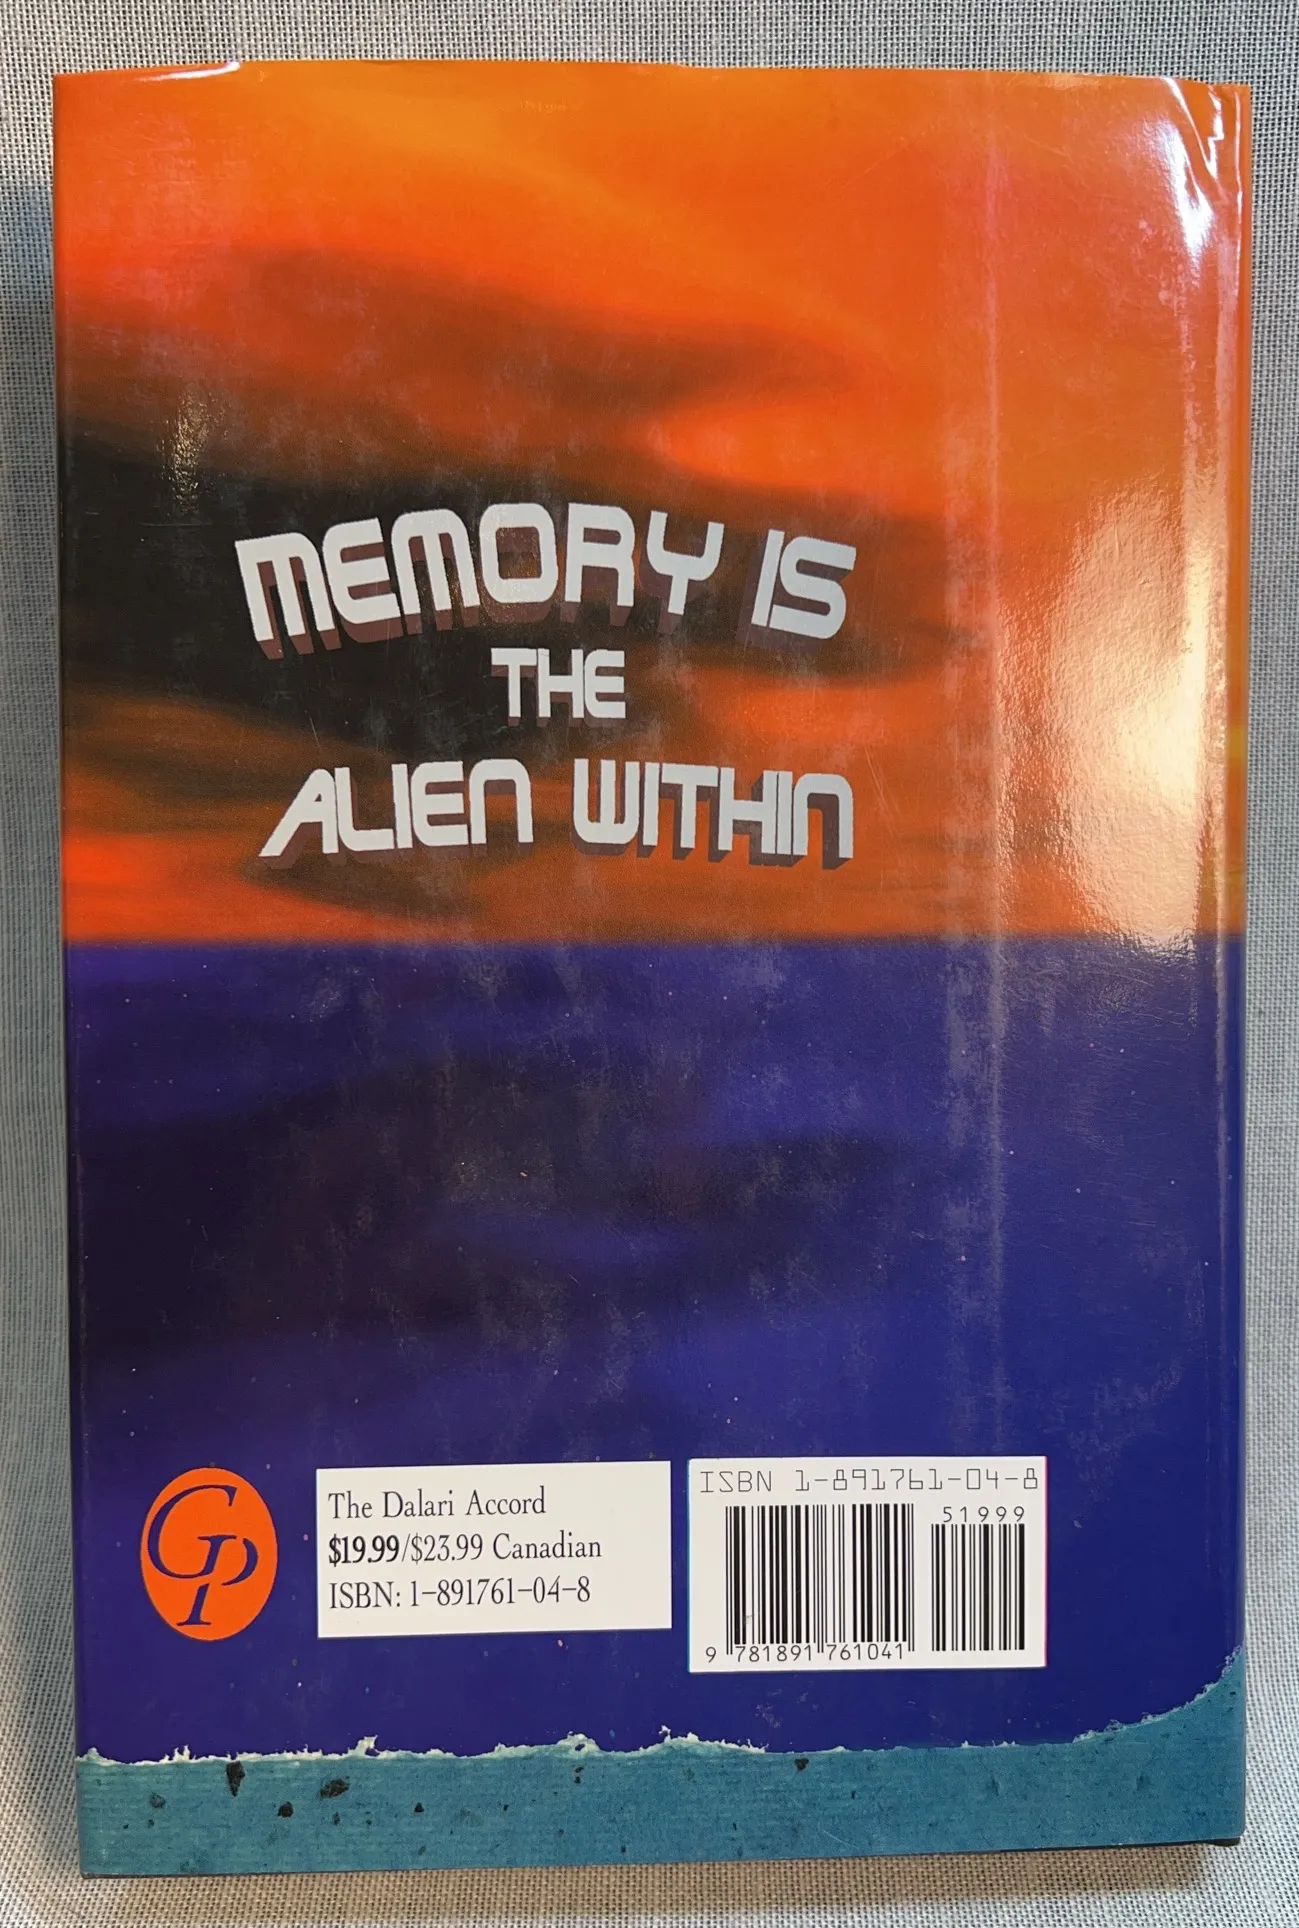 MEMORY IS
THE
ALIEN WITHIN
GP
The Dalari Accord
$19.99/$23.99 Canadian
ISBN: 1-891761-04-8
ISBN 1-891761-04-8
51999
9 781891 761041